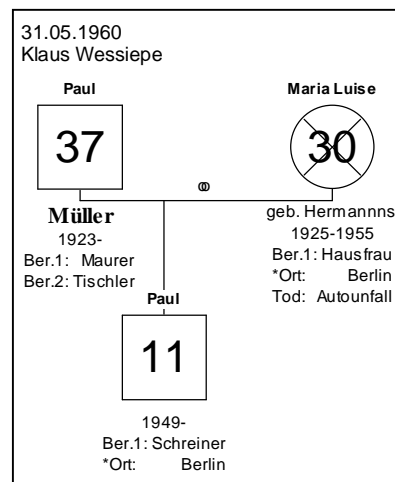 31.05.1960
Klaus Wessiepe
Paul
37
Müller
1923-
Ber.1: Maurer
Ber.2: Tischler
Maria Luise
30
geb. Hermannns
1925-1955
Ber.1: Hausfrau
*Ort: Berlin
Tod: Autounfall
Paul
11
1949-
Ber.1: Schreiner
*Ort: Berlin